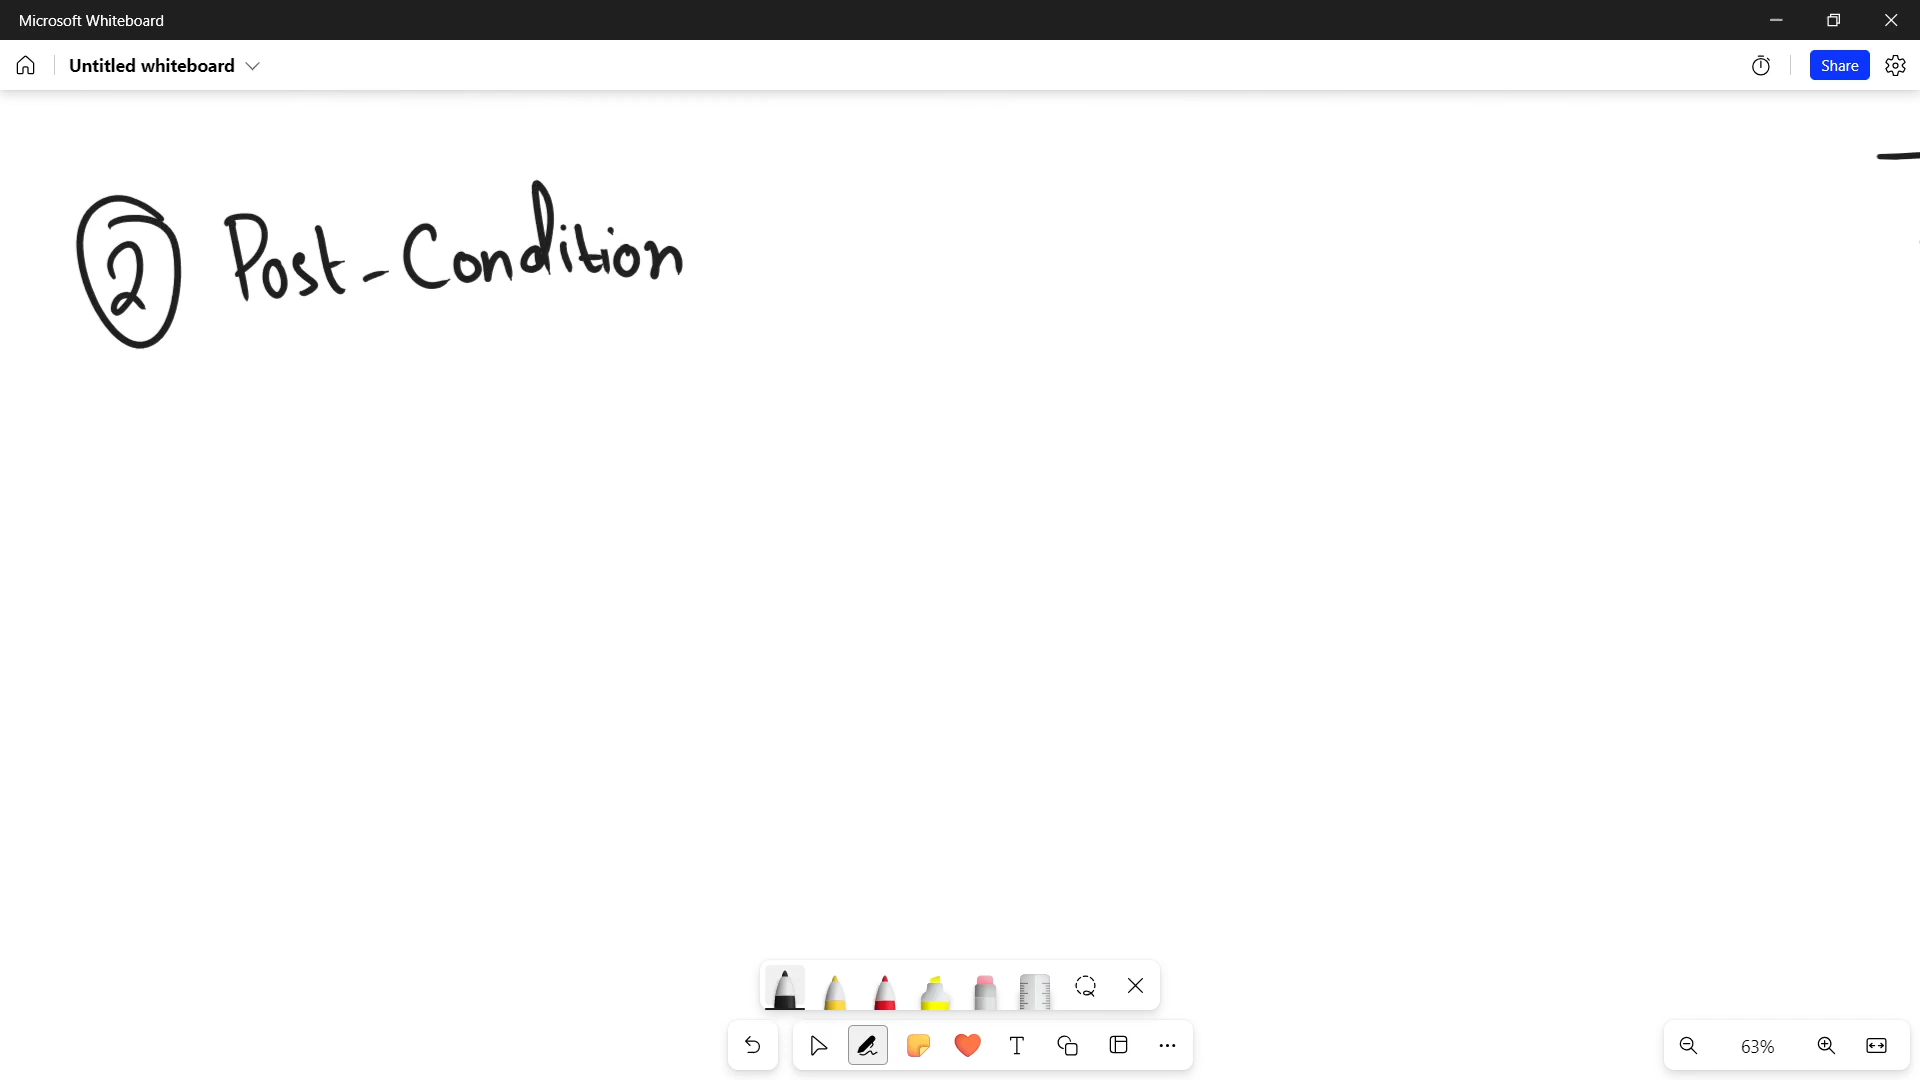 Microsoft Whiteboard
Untitled whiteboard
Share
2 Post-Condition
63%